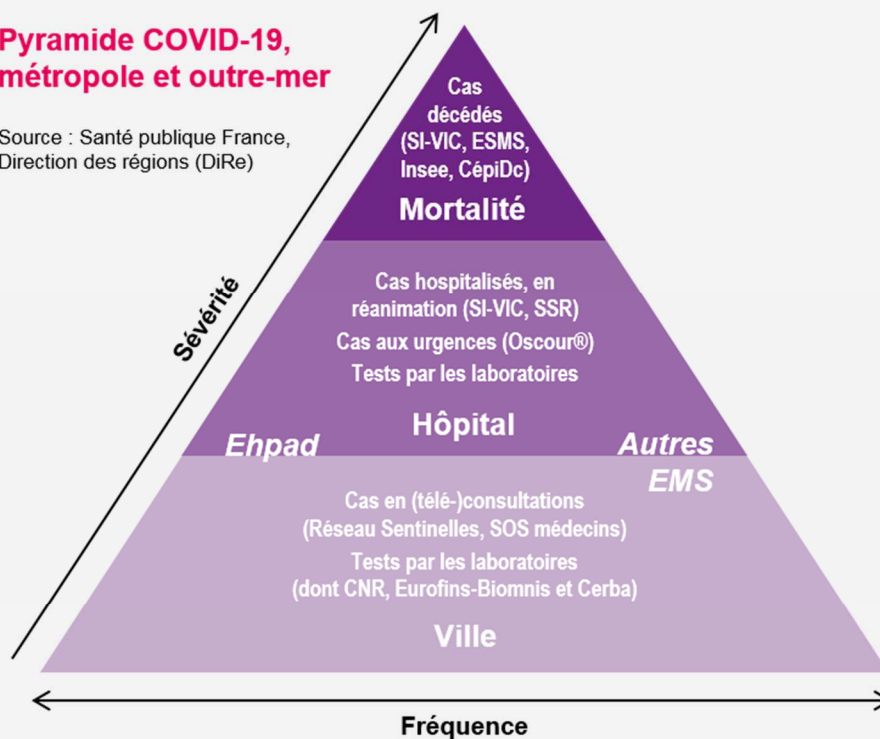 Pyramide COVID-19,
métropole et outre-mer
Source : Santé publique France,
Direction des régions (DiRe)
Sévérité
Cas
décédés
(SI-VIC, ESMS,
Insee, CépiDc)
Mortalité
Cas hospitalisés, en
réanimation (SI-VIC, SSR)
Cas aux urgences (Oscour®)
Tests par les laboratoires
Hôpital
Ehpad
Autres
EMS
Cas en (télé-)consultations
(Réseau Sentinelles, SOS médecins)
Tests par les laboratoires
(dont CNR, Eurofins-Biomnis et Cerba)
Ville
Fréquence